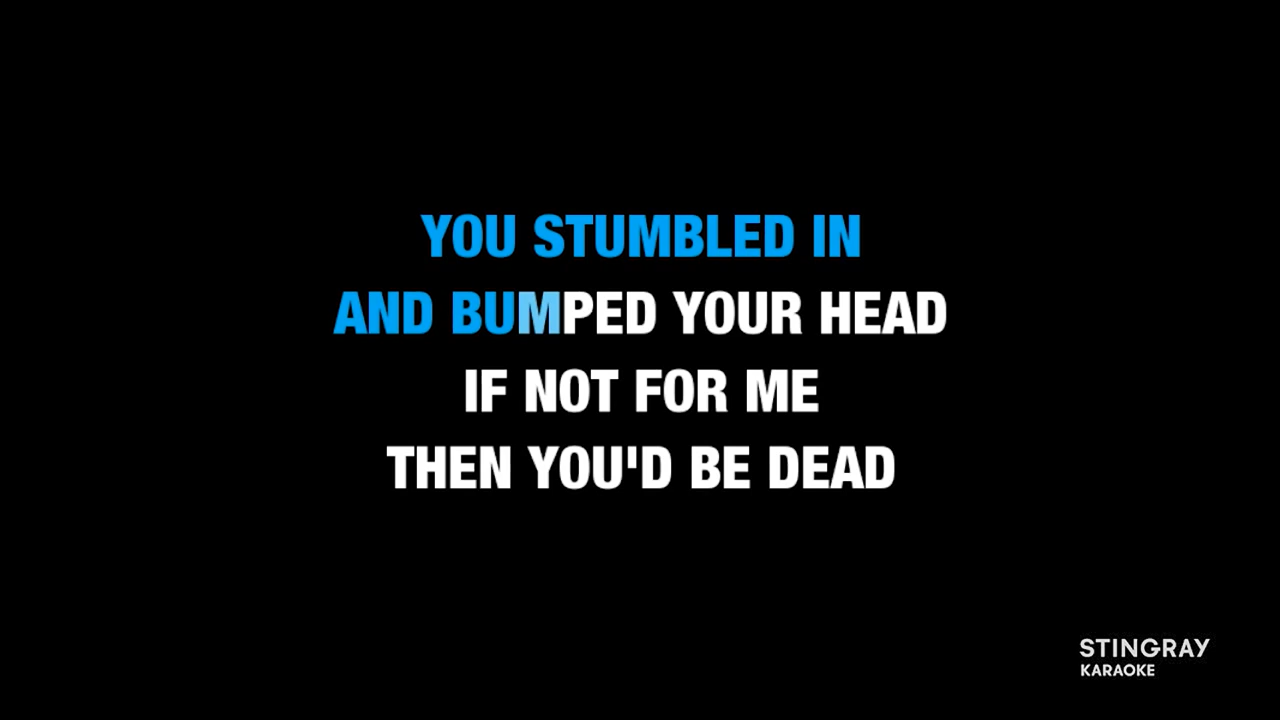 YOU STUMBLED IN
AND BUMPED YOUR HEAD
IF NOT FOR ME
THEN YOU'D BE DEAD
STINGRAY
KARAOKE